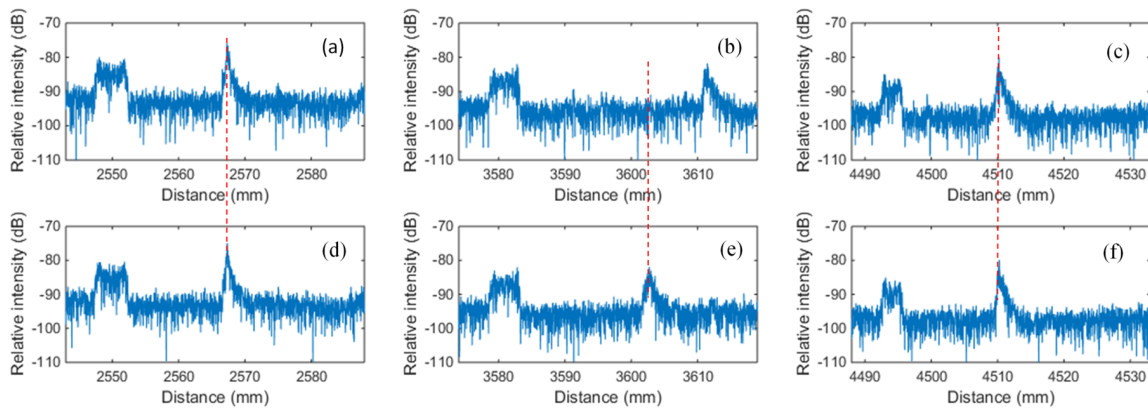 -70
-80
-90
-100
-110
Relative intensity (dB)
(a)
2550 2560 2570 2580
Distance (mm)
-70
-80
-90
-100
-110
Relative intensity (dB)
(b)
3580 3590 3600 3610
Distance (mm)
-70
-80
-90
-100
-110
Relative intensity (dB)
(c)
4490 4500 4510 4520 4530
Distance (mm)
-70
-80
-90
-100
-110
Relative intensity (dB)
(d)
2550 2560 2570 2580
Distance (mm)
-70
-80
-90
-100
-110
Relative intensity (dB)
(e)
3580 3590 3600 3610
Distance (mm)
-70
-80
-90
-100
-110
Relative intensity (dB)
(f)
4490 4500 4510 4520 4530
Distance (mm)